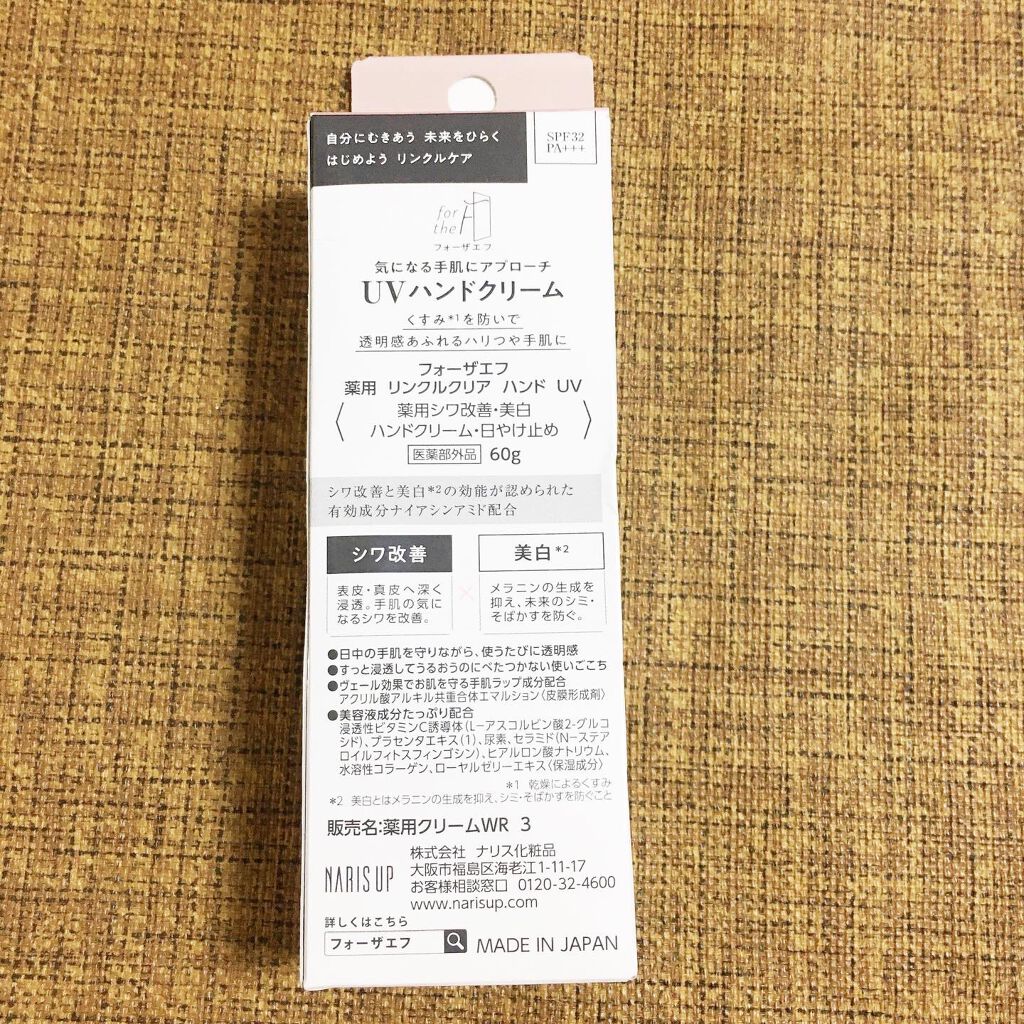 自分にむきあう 未来をひらく
はじめよう リンクルケア
SPF32
PA+++
for
the F
フォーザエフ
気になる手肌にアプローチ
UVハンドクリーム
くすみ*1を防いで
透明感あふれるハリつや手肌に
フォーザエフ
薬用 リンクルクリア ハンド UV
〈薬用シワ改善・美白
ハンドクリーム・日やけ止め〉
医薬部外品 60g
シワ改善と美白*2の効能が認められた
有効成分ナイアシンアミド配合
シワ改善
表皮・真皮へ深く
浸透。手肌の気に
なるシワを改善。
×
美白*2
メラニンの生成を
抑え、未来のシミ・
そばかすを防ぐ。
●日中の手肌を守りながら、使うたびに透明感
●すっと浸透してうるおうのにべたつかない使いごこち
●ヴェール効果でお肌を守る手肌ラップ成分配合
アクリル酸アルキル共重合体エマルション〈皮膜形成剤〉
●美容液成分たっぷり配合
浸透性ビタミンC誘導体(L-アスコルビン酸2-グルコ
シド)、プラセンタエキス(1)、尿素、セラミド(N-ステア
ロイルフィトスフィンゴシン)、ヒアルロン酸ナトリウム、
水溶性コラーゲン、ローヤルゼリーエキス〈保湿成分〉
*1 乾燥によるくすみ
*2 美白とはメラニンの生成を抑え、シミ・そばかすを防ぐこと
販売名:薬用クリームWR 3
NARIS UP
株式会社 ナリス化粧品
大阪市福島区海老江1-11-17
お客様相談窓口 0120-32-4600
www.narisup.com
詳しくはこちら
フォーザエフ
MADE IN JAPAN